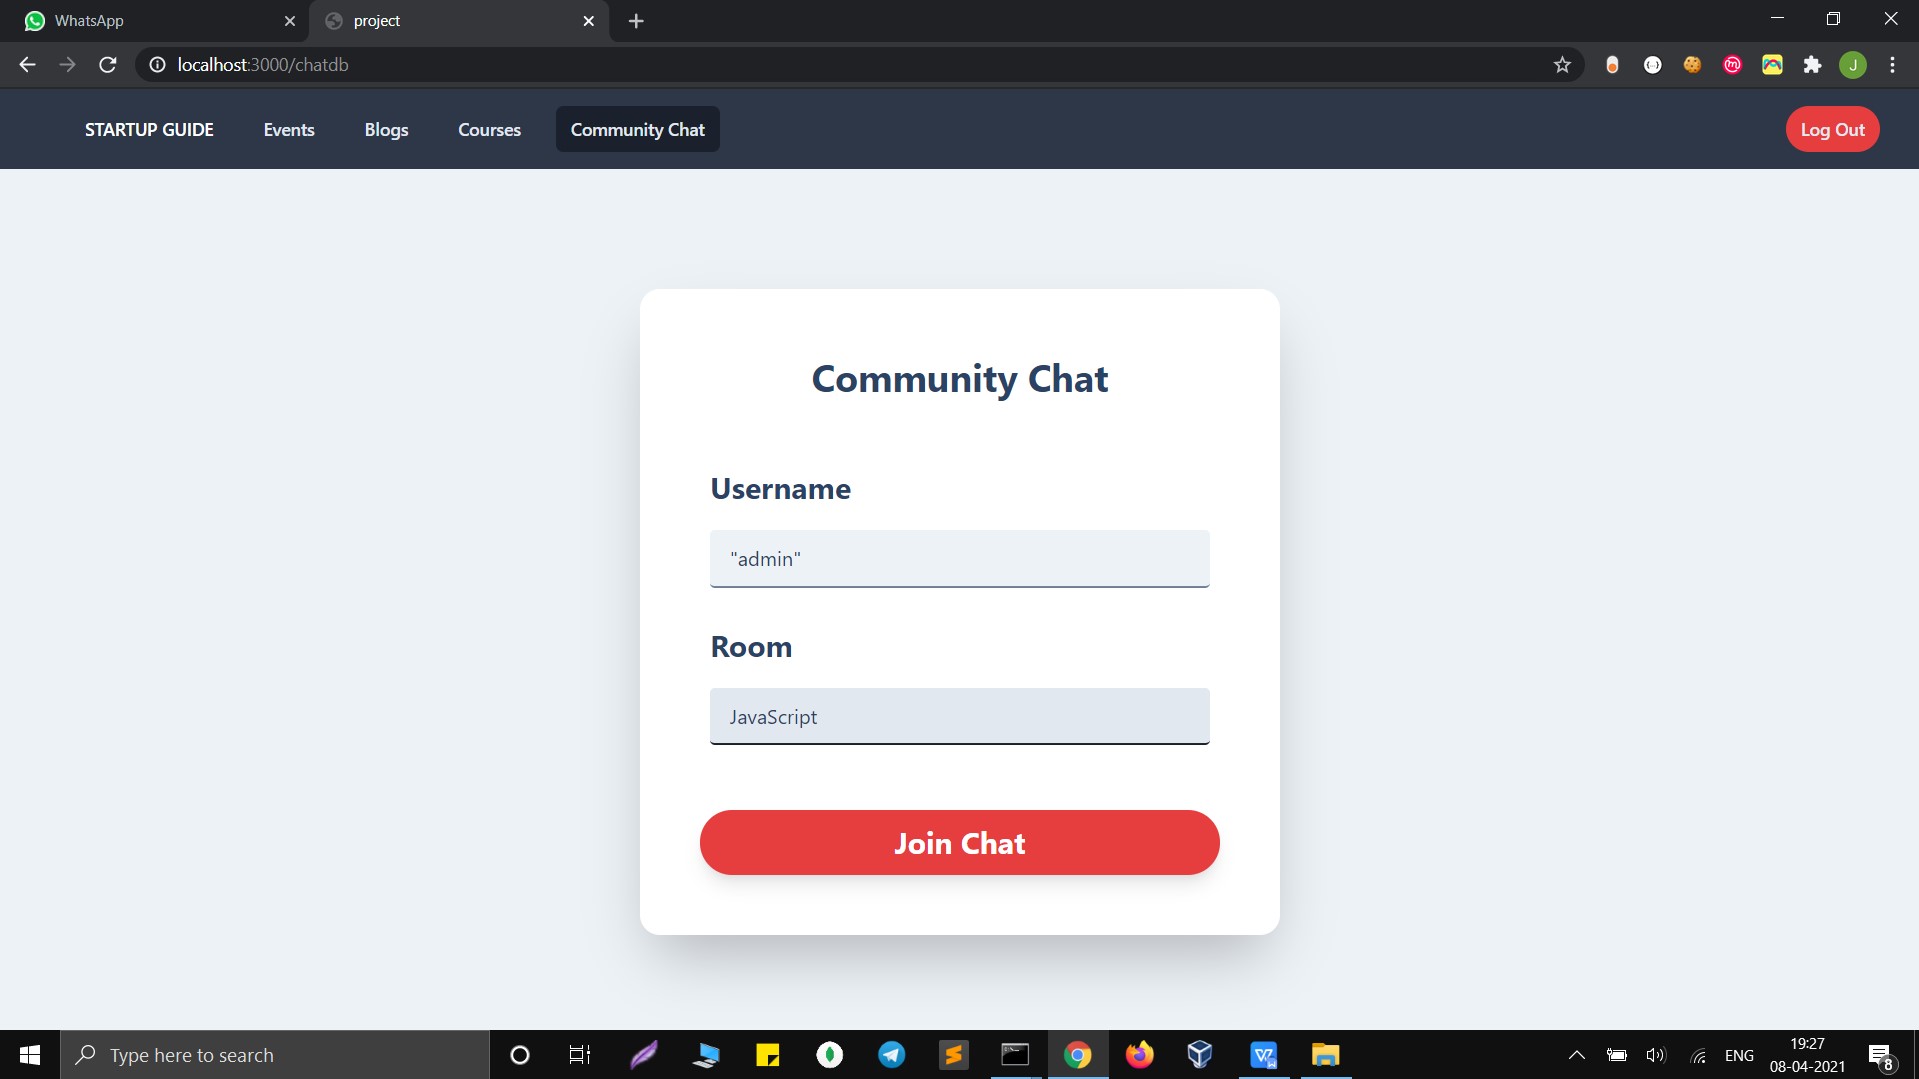 WhatsApp
project
localhost:3000/chatdb
J
STARTUP GUIDE
Events
Blogs
Courses
Community Chat
Log Out
Community Chat
Username
"admin"
Room
JavaScript
Join Chat
Type here to search
ENG
19:27
08-04-2021
8